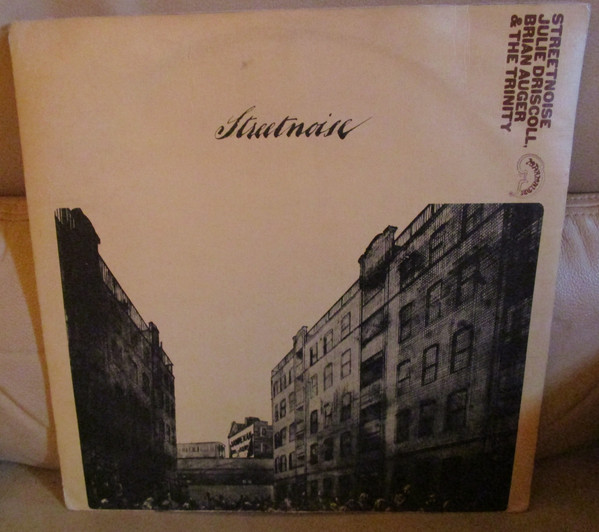 Streetnoise
STREETNOISE
JULIE DRISCOLL,
BRIAN AUGER
& THE TRINITY